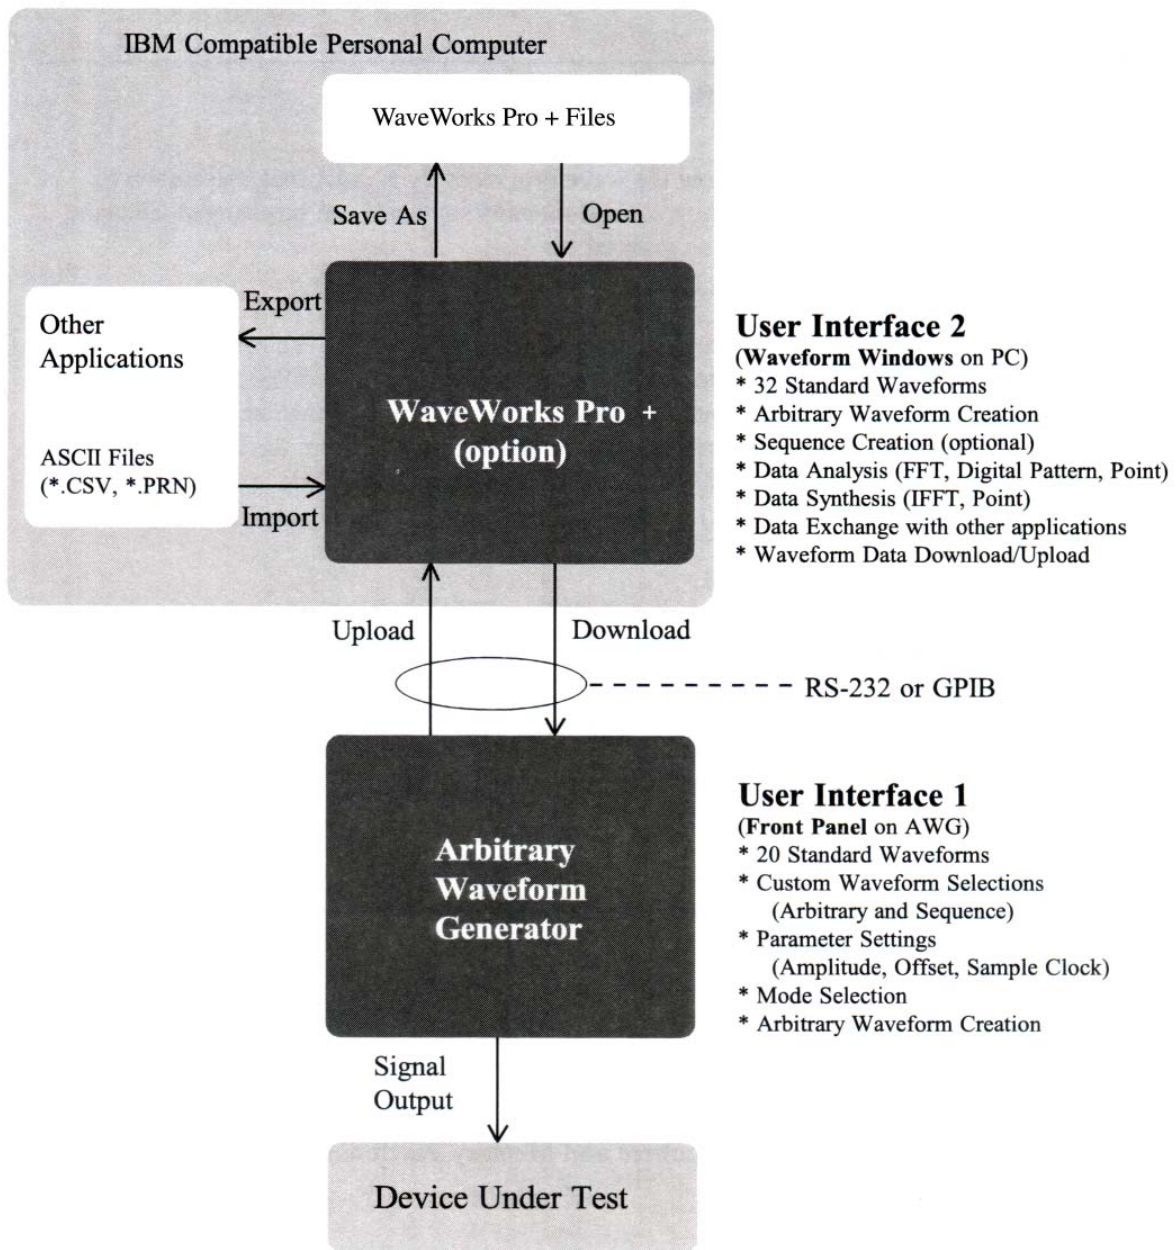 IBM Compatible Personal Computer
WaveWorks Pro + Files
Save As
Open
Export
Other
Applications
ASCII Files
(*.CSV, *.PRN)
Import
WaveWorks Pro +
(option)
User Interface 2
(Waveform Windows on PC)
* 32 Standard Waveforms
* Arbitrary Waveform Creation
* Sequence Creation (optional)
* Data Analysis (FFT, Digital Pattern, Point)
* Data Synthesis (IFFT, Point)
* Data Exchange with other applications
* Waveform Data Download/Upload
Upload
Download
RS-232 or GPIB
Arbitrary
Waveform
Generator
User Interface 1
(Front Panel on AWG)
* 20 Standard Waveforms
* Custom Waveform Selections
(Arbitrary and Sequence)
* Parameter Settings
(Amplitude, Offset, Sample Clock)
* Mode Selection
* Arbitrary Waveform Creation
Signal
Output
Device Under Test